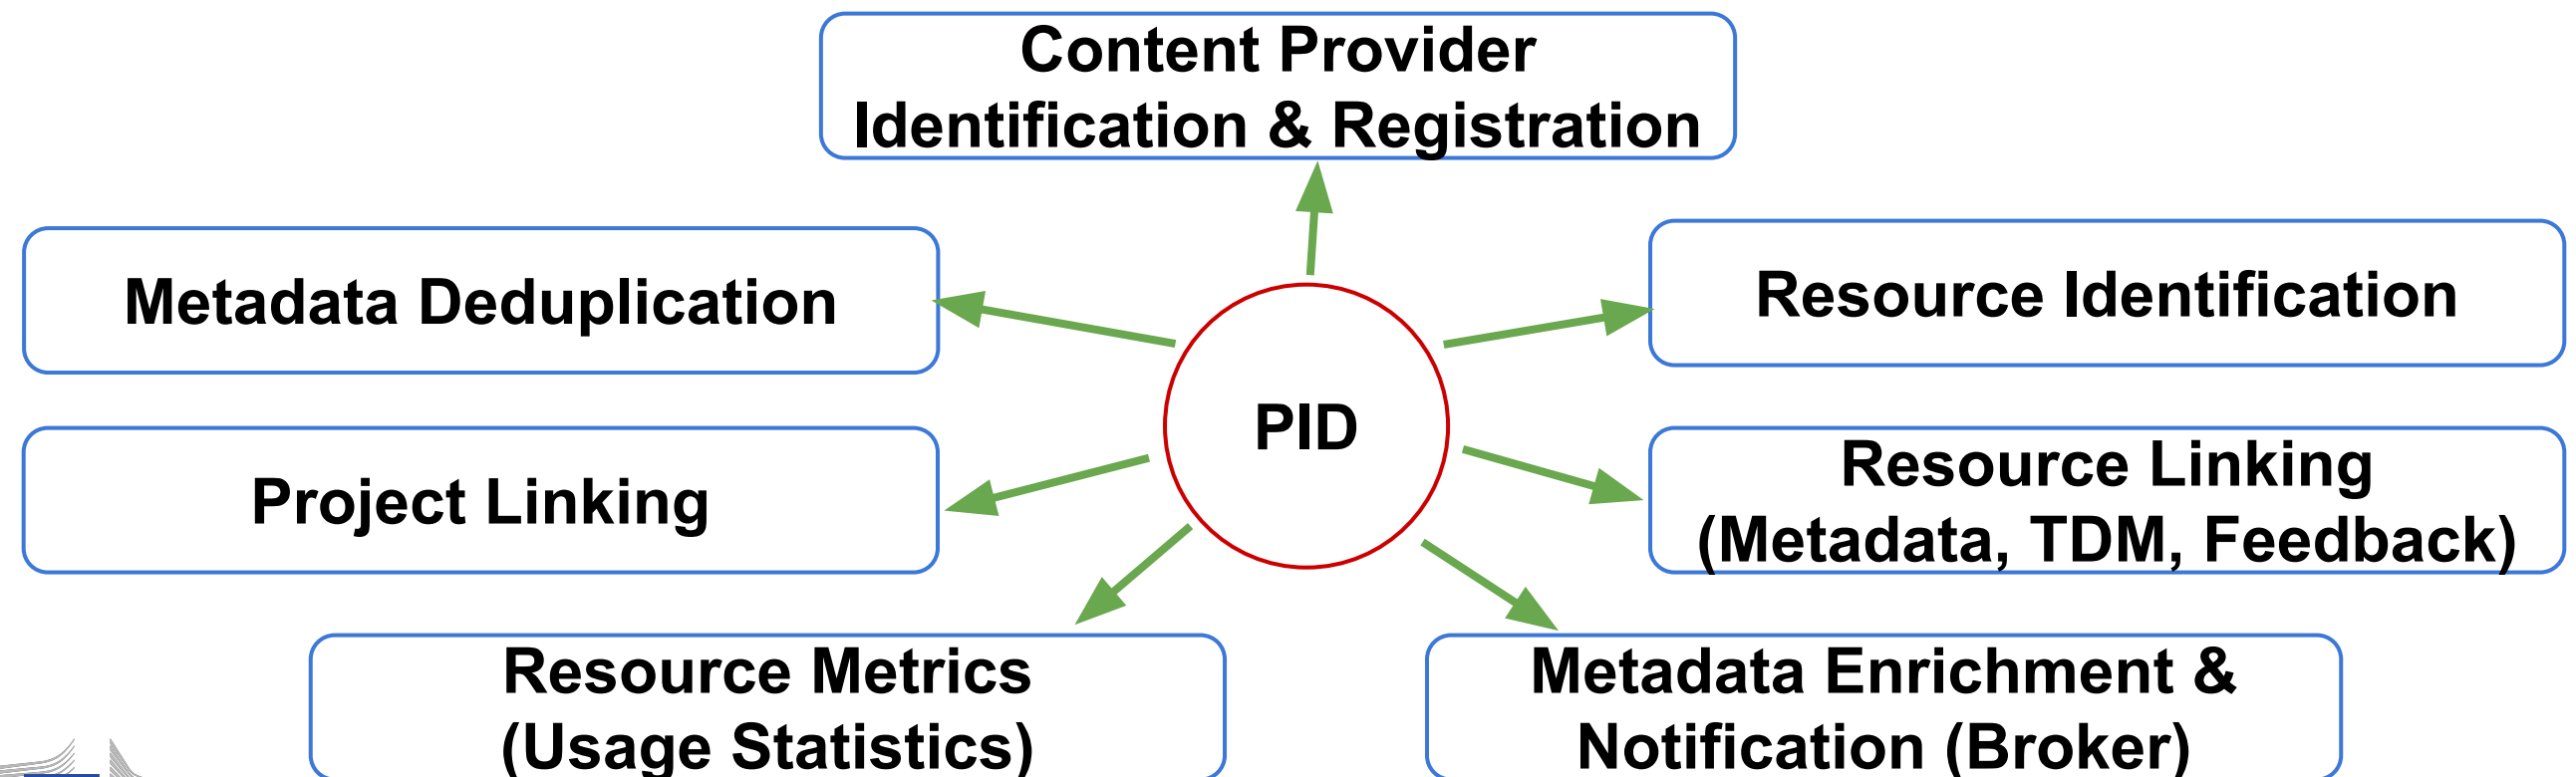 Content Provider
Identification & Registration
Metadata Deduplication
Resource Identification
PID
Project Linking
Resource Linking
(Metadata, TDM, Feedback)
Resource Metrics
(Usage Statistics)
Metadata Enrichment &
Notification (Broker)